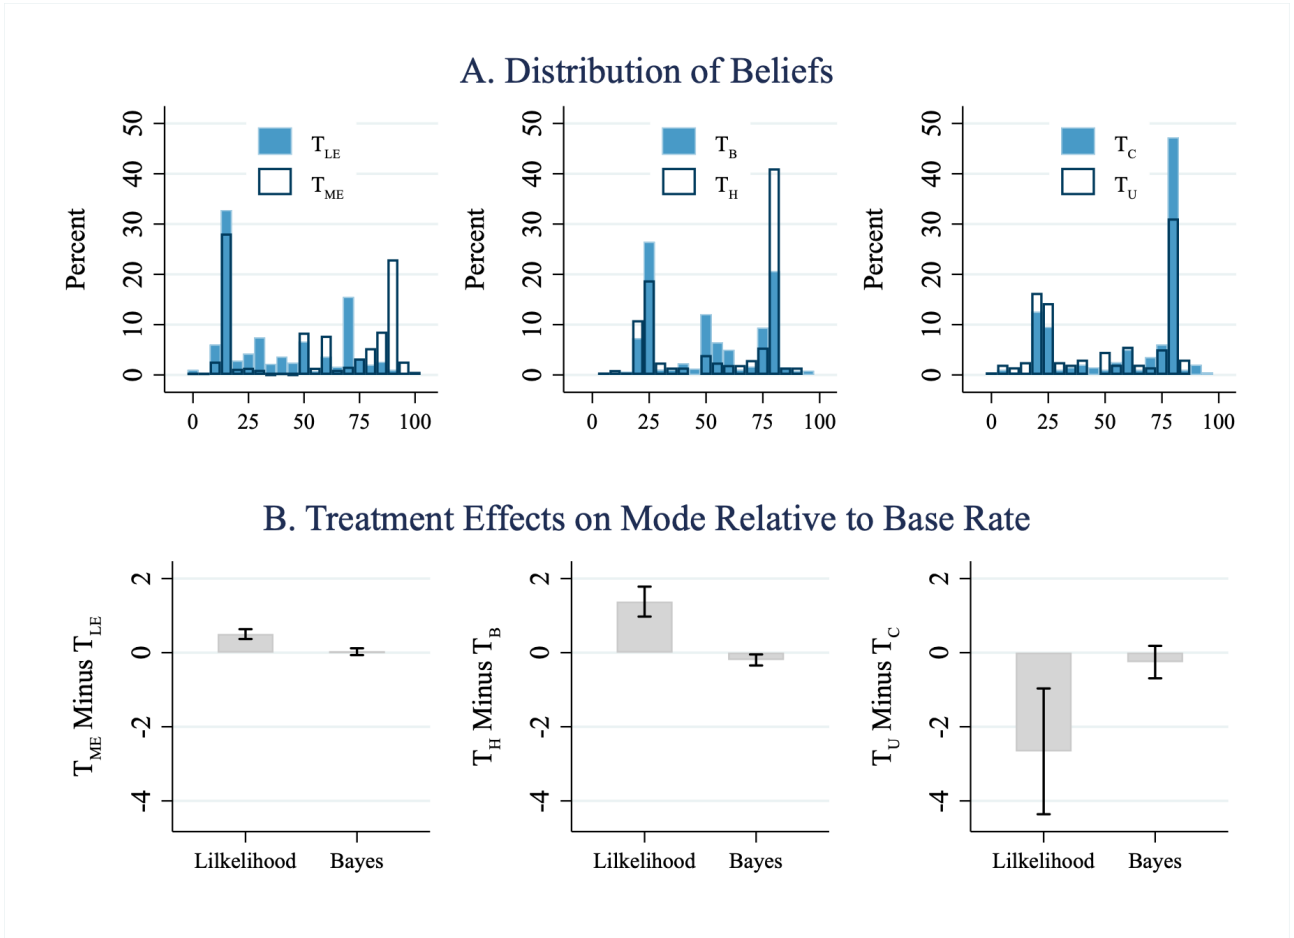 A. Distribution of Beliefs
Percent
50
40
30
20
10
0
T_LE
T_ME
0 25 50 75 100
Percent
50
40
30
20
10
0
T_B
T_H
0 25 50 75 100
Percent
50
40
30
20
10
0
T_C
T_U
0 25 50 75 100
B. Treatment Effects on Mode Relative to Base Rate
T_ME Minus T_LE
2
0
-2
-4
Lilkelihood Bayes
T_H Minus T_B
2
0
-2
-4
Lilkelihood Bayes
T_U Minus T_C
2
0
-2
-4
Lilkelihood Bayes